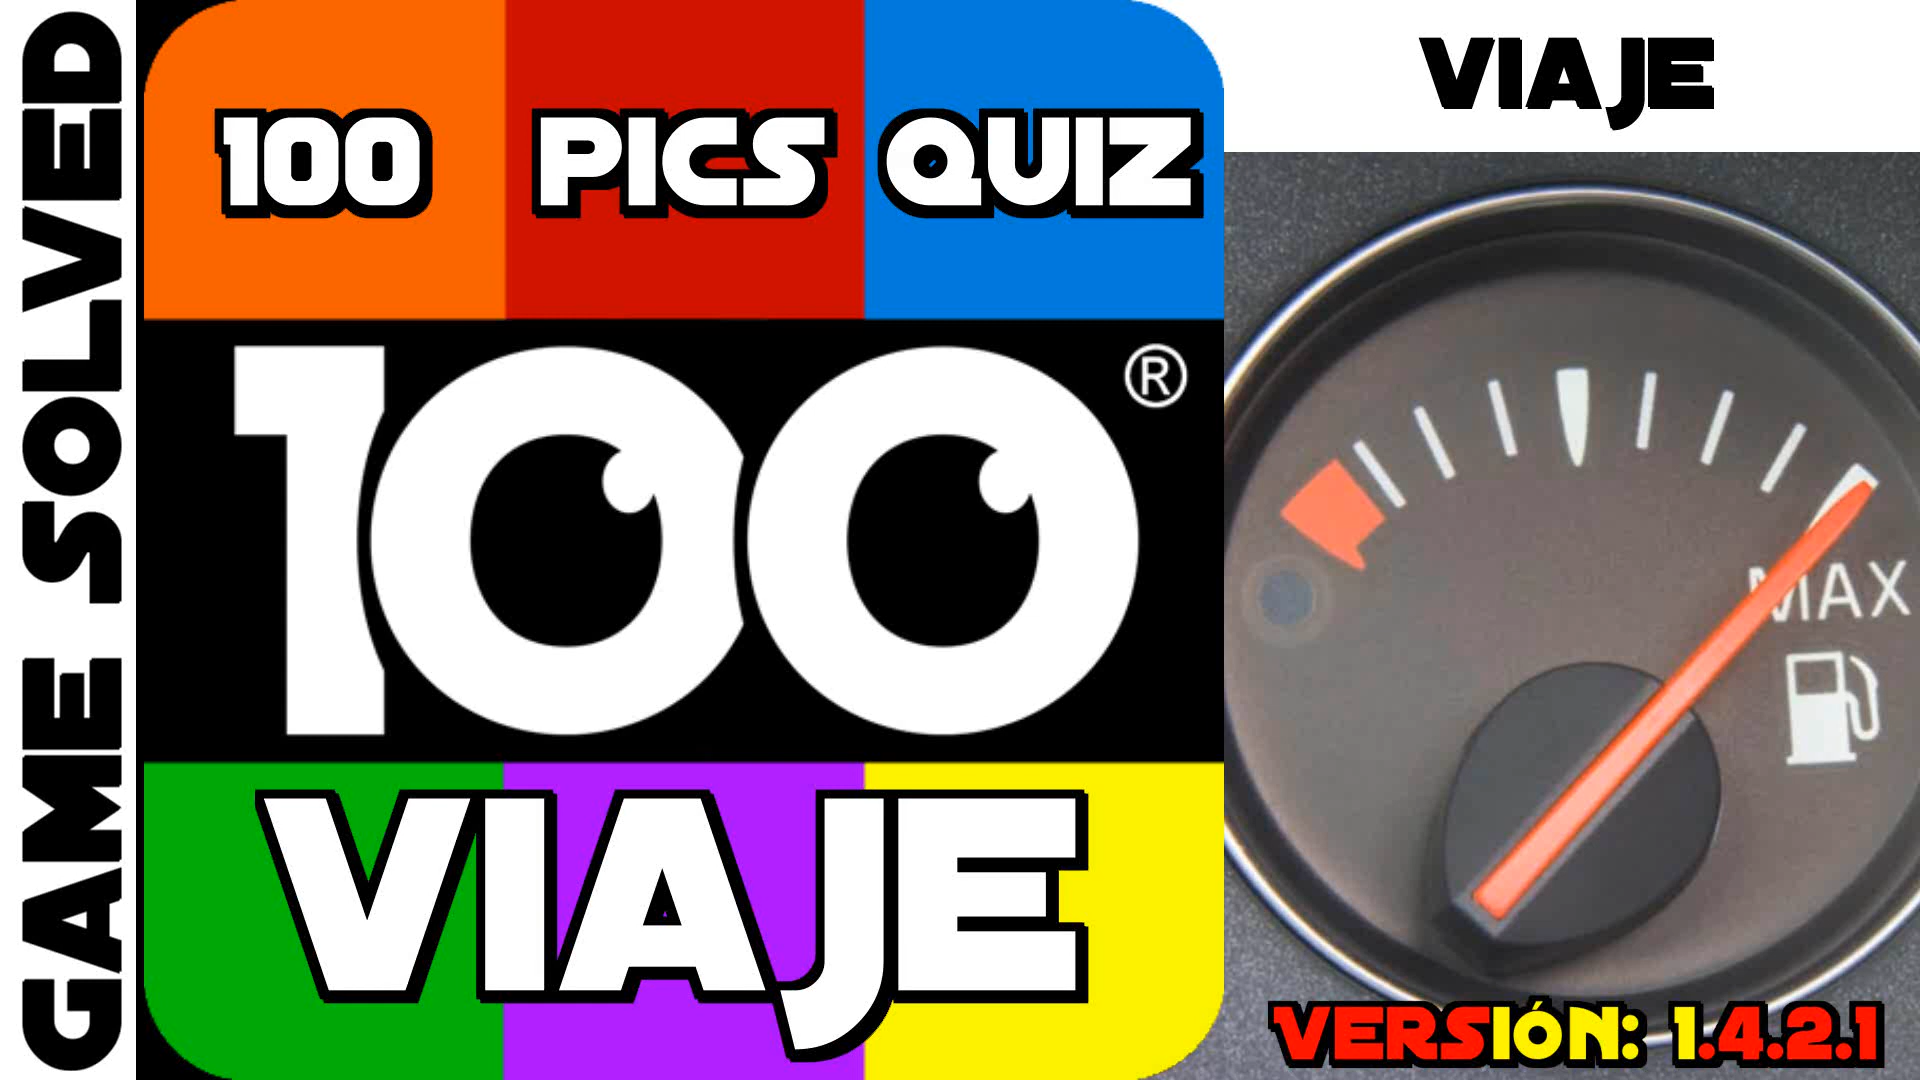 GAME SOLVED
100 PICS QUIZ
100®
VIAJE
VIAJE
MAX
VERSIÓN: 1.4.2.1